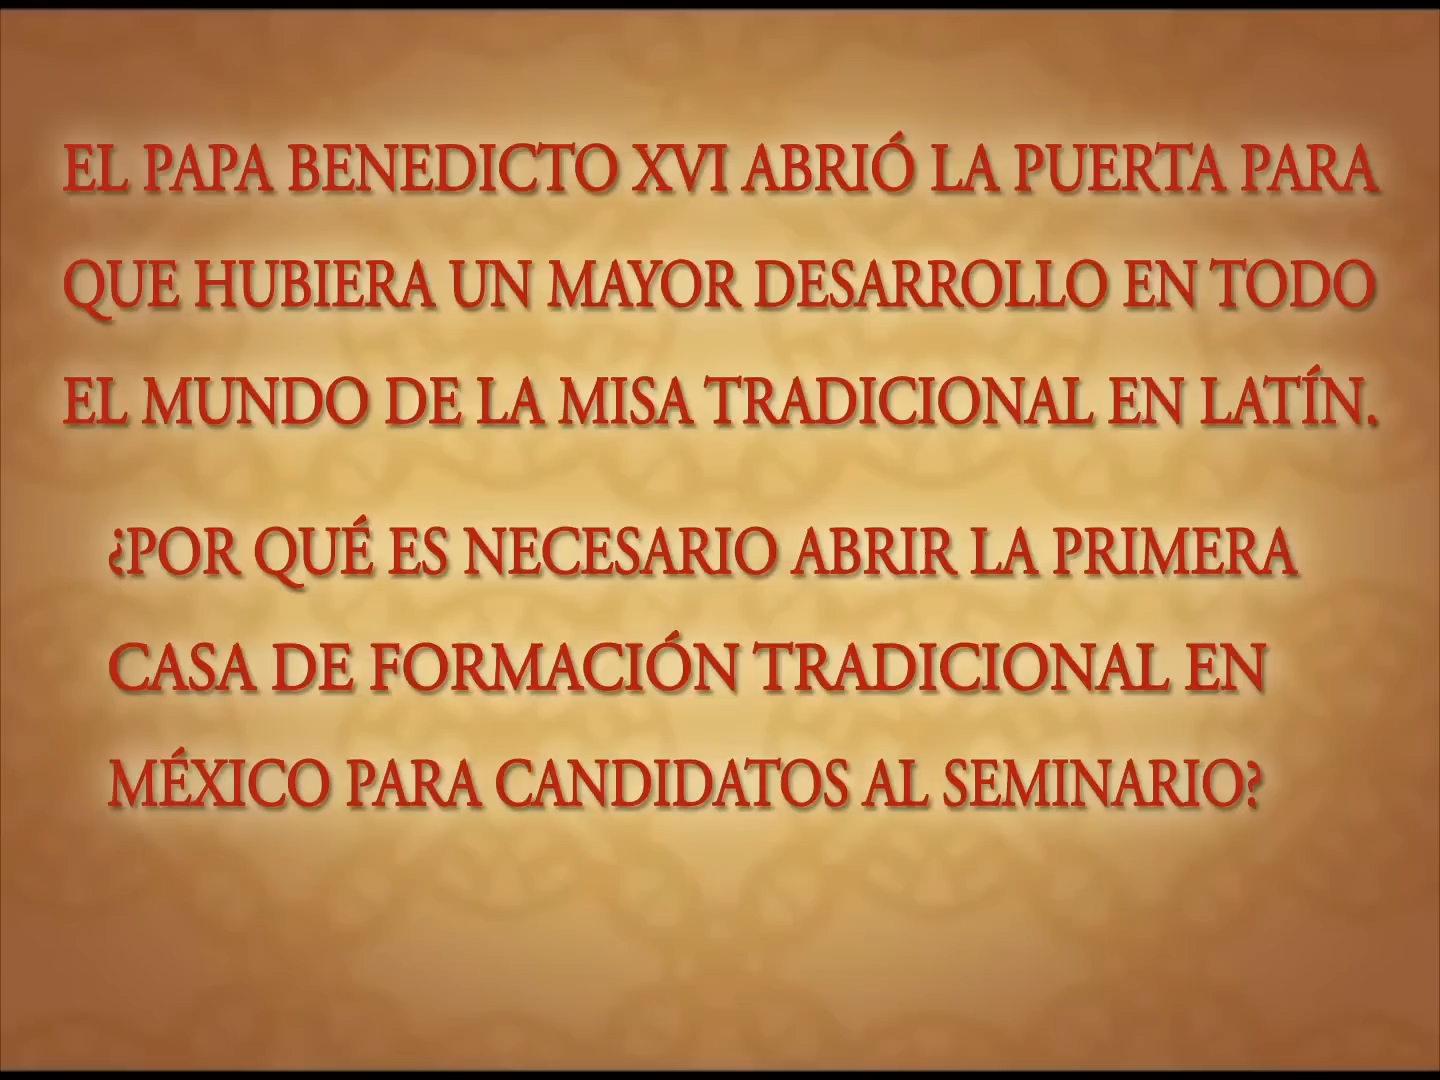 EL PAPA BENEDICTO XVI ABRIÓ LA PUERTA PARA
QUE HUBIERA UN MAYOR DESARROLLO EN TODO
EL MUNDO DE LA MISA TRADICIONAL EN LATÍN.
¿POR QUÉ ES NECESARIO ABRIR LA PRIMERA
CASA DE FORMACIÓN TRADICIONAL EN
MÉXICO PARA CANDIDATOS AL SEMINARIO?